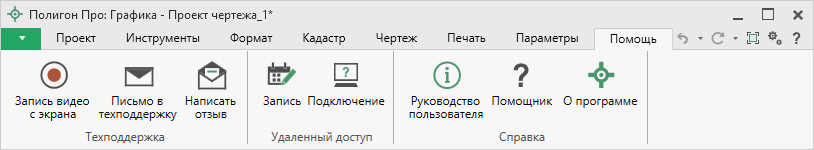 Полигон Про: Графика - Проект чертежа_1*
Проект Инструменты Формат Кадастр Чертеж Печать Параметры Помощь ?
Запись видео с экрана
Письмо в техподдержку
Написать отзыв
Запись
Подключение
Руководство пользователя
Помощник
О программе
Техподдержка
Удаленный доступ
Справка